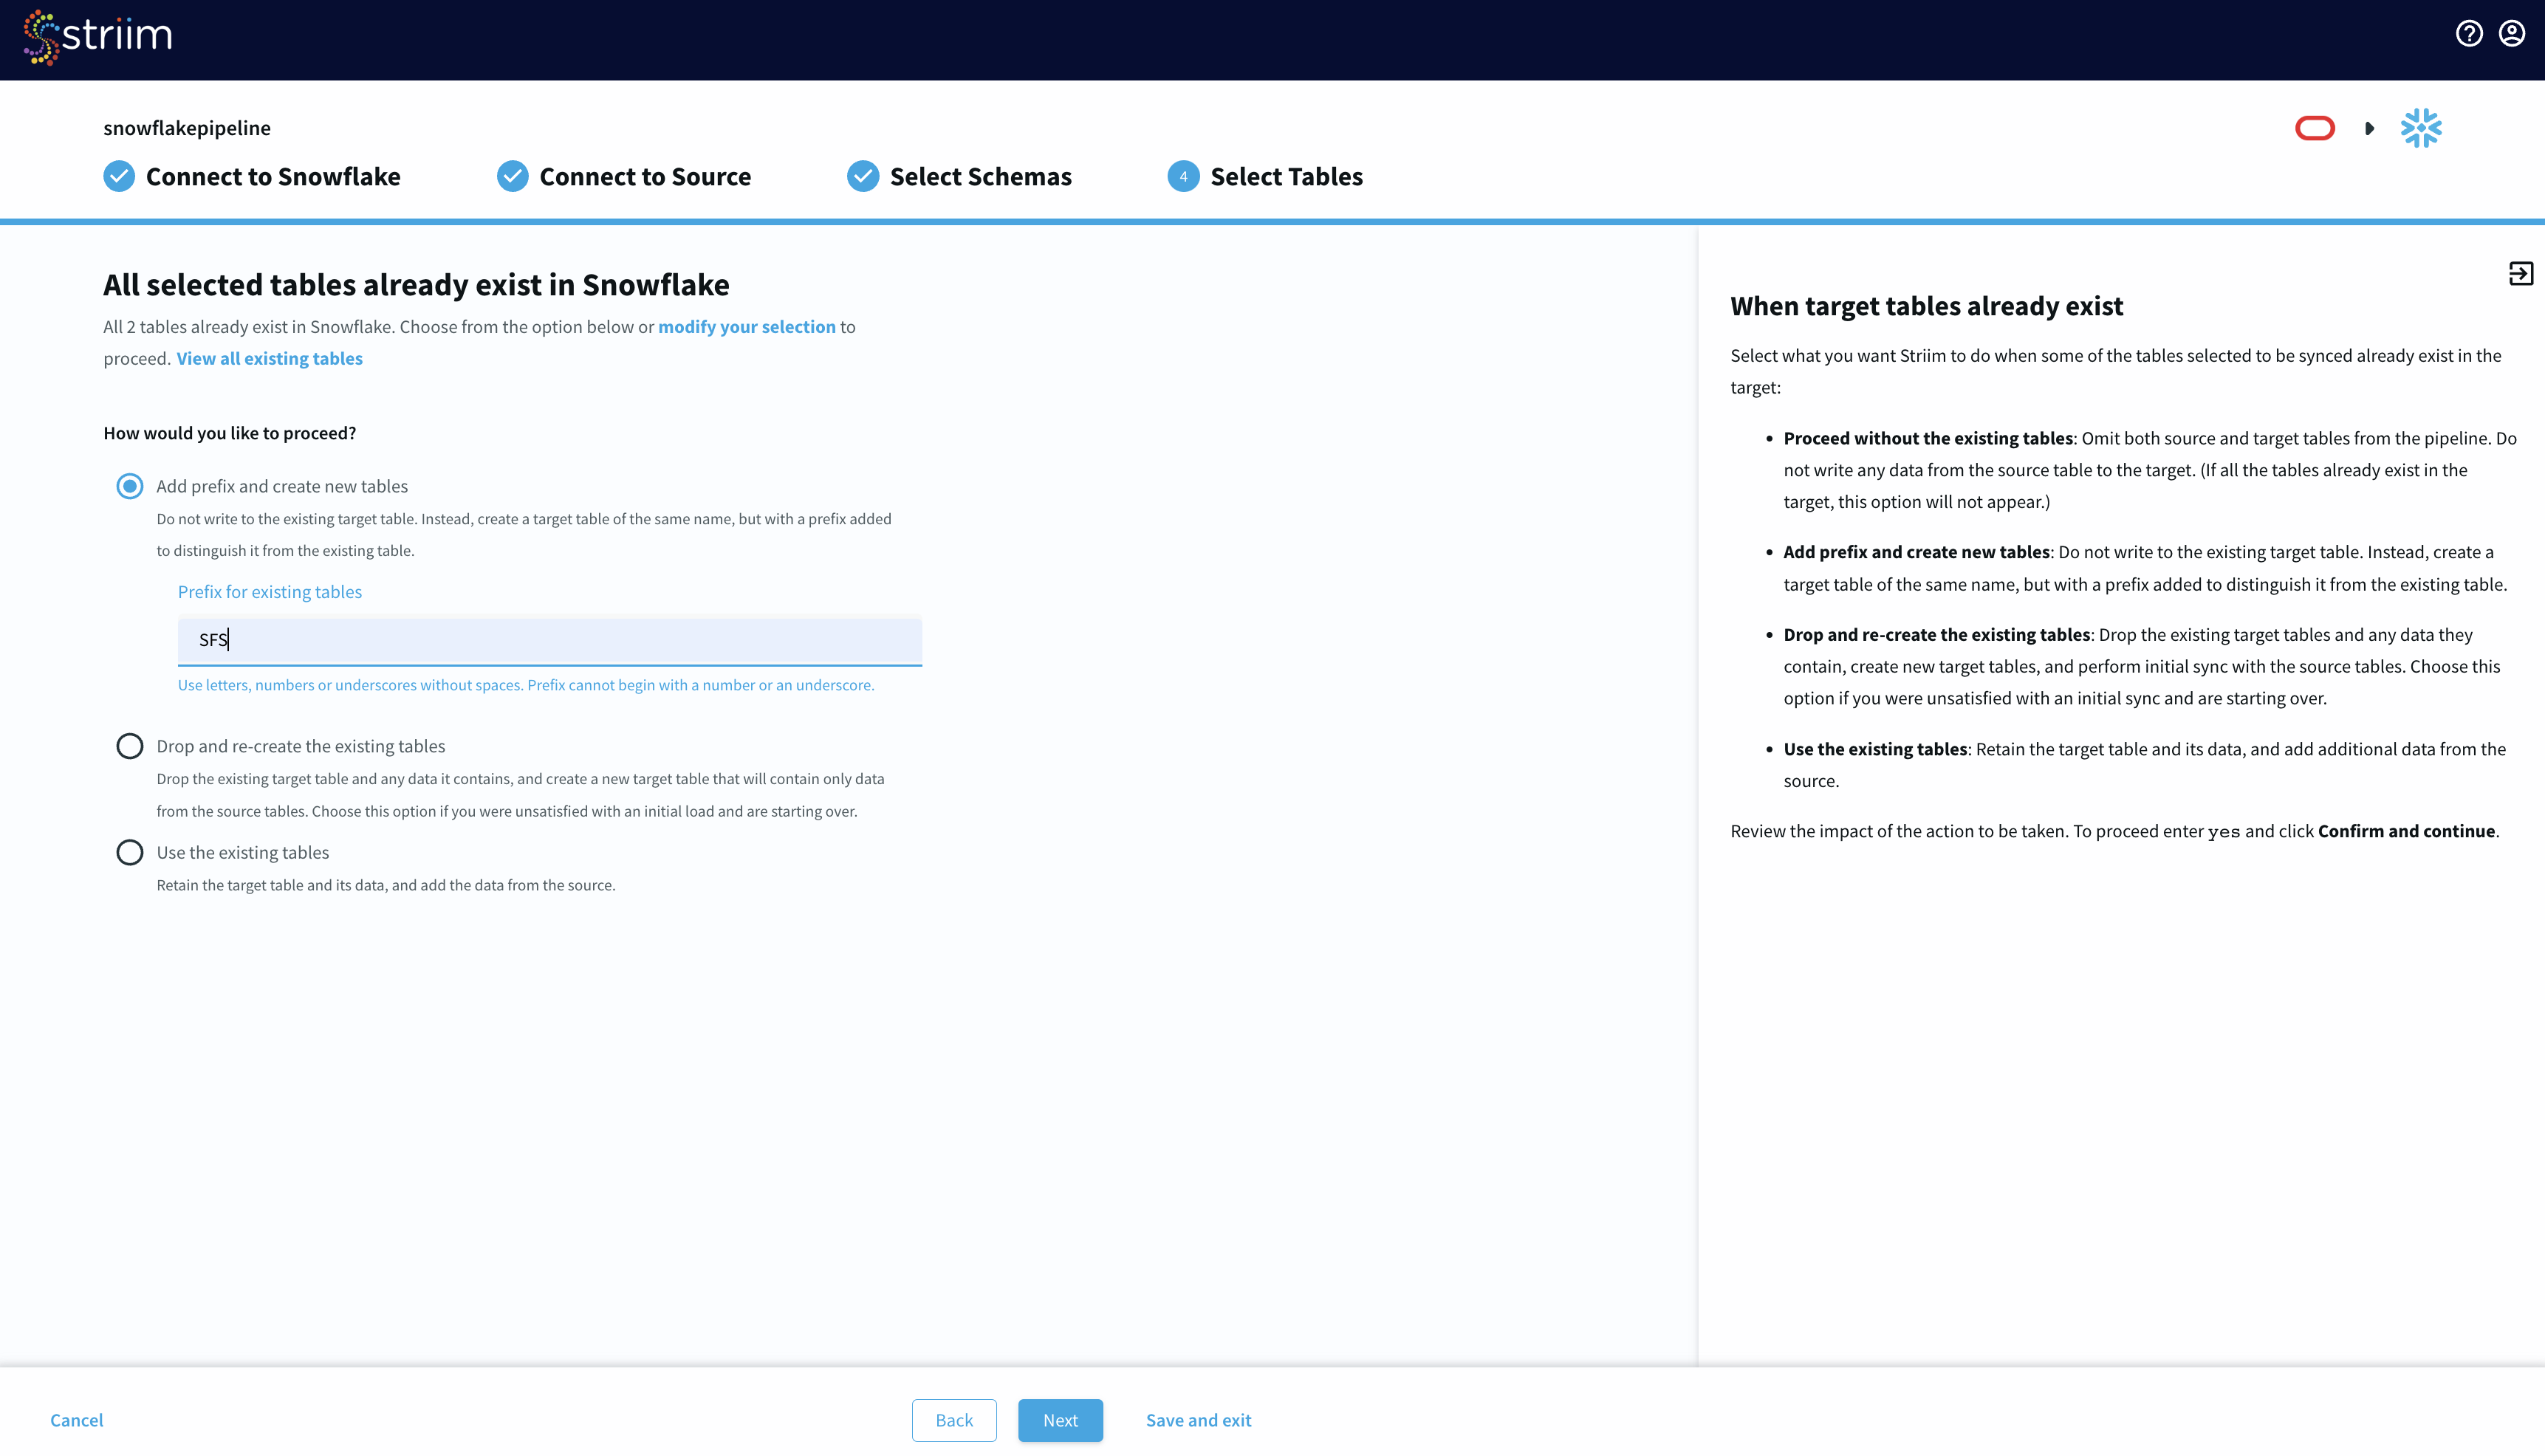 striim
snowflakepipeline
Connect to Snowflake
Connect to Source
Select Schemas
4 Select Tables
All selected tables already exist in Snowflake
All 2 tables already exist in Snowflake. Choose from the option below or modify your selection to
proceed. View all existing tables
How would you like to proceed?
Add prefix and create new tables
Do not write to the existing target table. Instead, create a target table of the same name, but with a prefix added
to distinguish it from the existing table.
Prefix for existing tables
SFS
Use letters, numbers or underscores without spaces. Prefix cannot begin with a number or an underscore.
Drop and re-create the existing tables
Drop the existing target table and any data it contains, and create a new target table that will contain only data
from the source tables. Choose this option if you were unsatisfied with an initial load and are starting over.
Use the existing tables
Retain the target table and its data, and add the data from the source.
When target tables already exist
Select what you want Striim to do when some of the tables selected to be synced already exist in the
target:
• Proceed without the existing tables: Omit both source and target tables from the pipeline. Do
not write any data from the source table to the target. (If all the tables already exist in the
target, this option will not appear.)
• Add prefix and create new tables: Do not write to the existing target table. Instead, create a
target table of the same name, but with a prefix added to distinguish it from the existing table.
• Drop and re-create the existing tables: Drop the existing target tables and any data they
contain, create new target tables, and perform initial sync with the source tables. Choose this
option if you were unsatisfied with an initial sync and are starting over.
• Use the existing tables: Retain the target table and its data, and add additional data from the
source.
Review the impact of the action to be taken. To proceed enter yes and click Confirm and continue.
Cancel
Back
Next
Save and exit